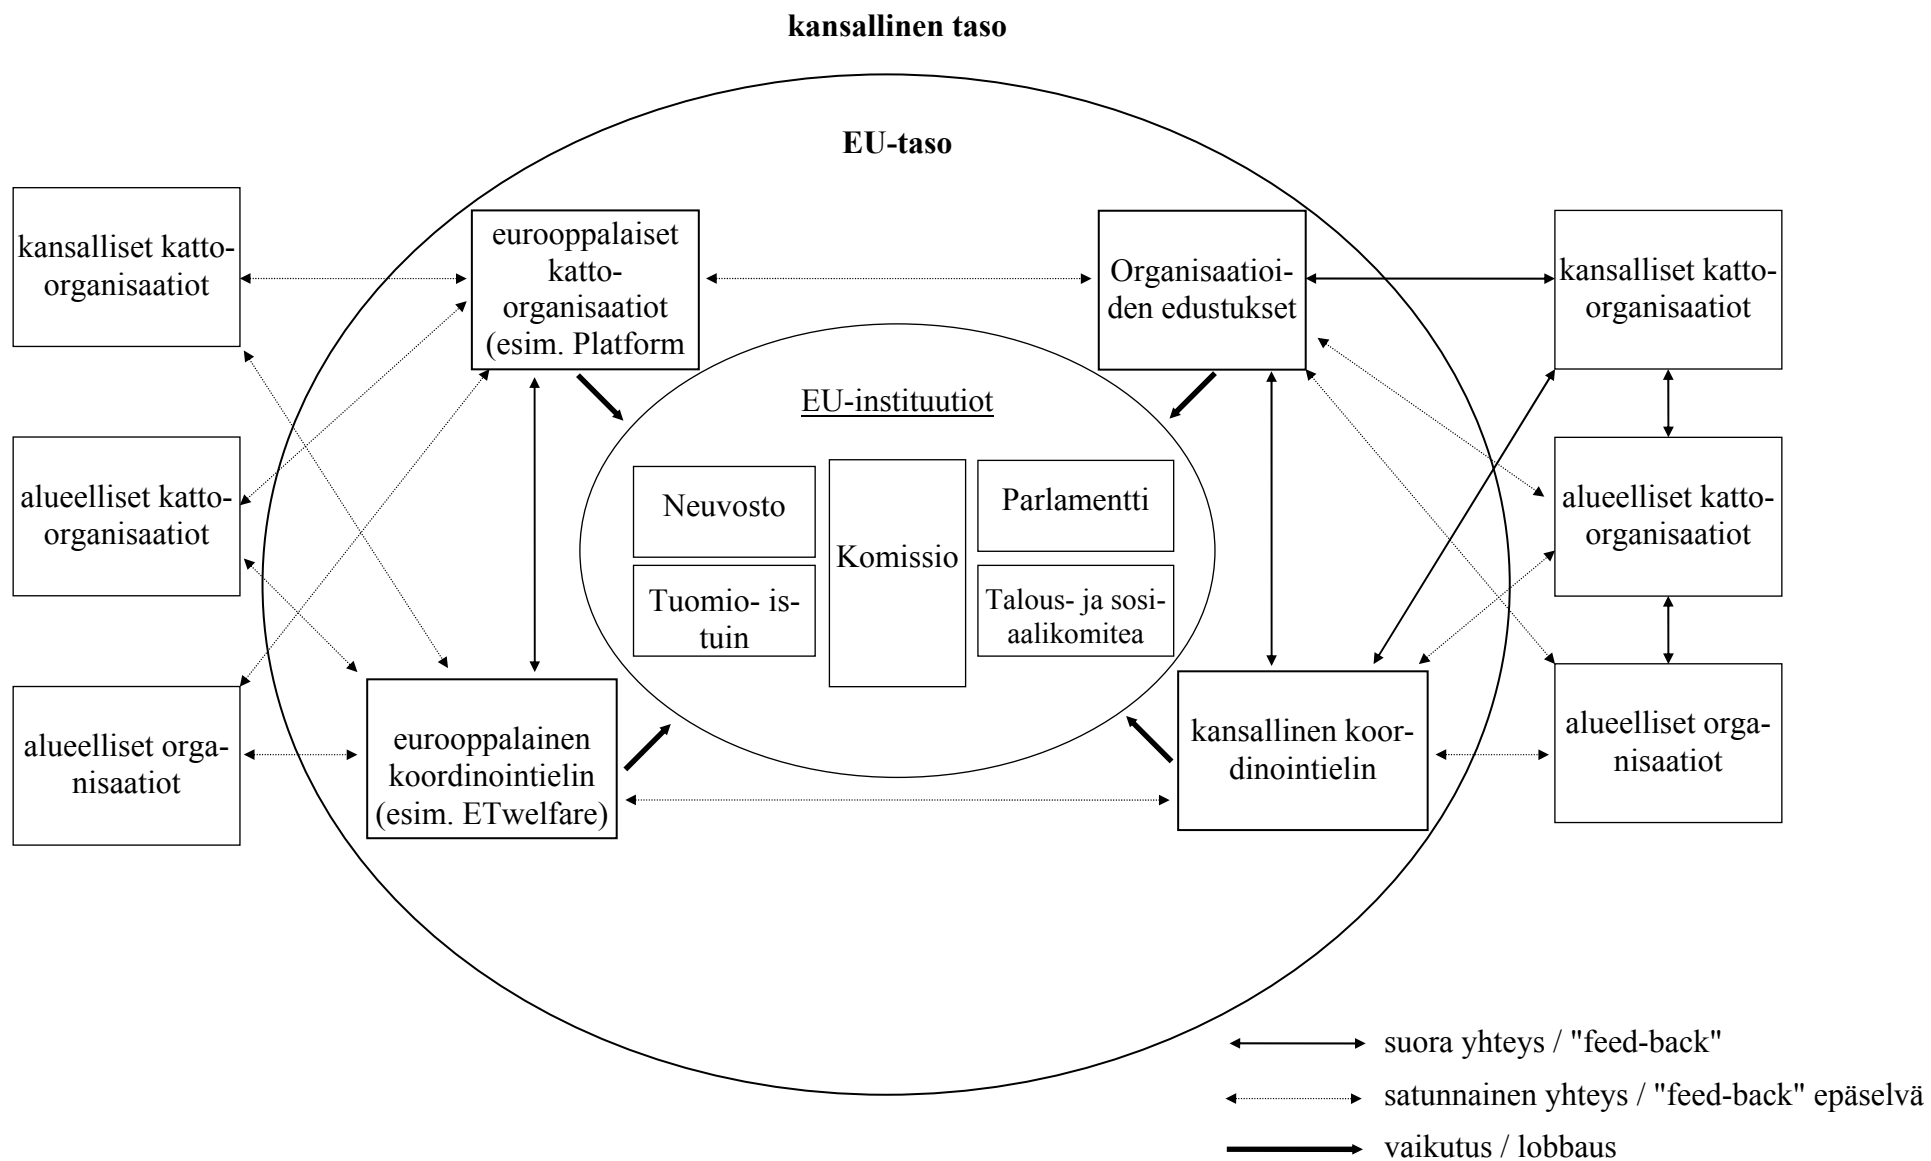 kansallinen taso
EU-taso
kansalliset katto-
organisaatiot
eurooppalaiset
katto-
organisaatiot
(esim. Platform
Organisaatioi-
den edustukset
kansalliset katto-
organisaatiot
EU-instituutiot
alueelliset katto-
organisaatiot
Neuvosto
Komissio
Parlamentti
Tuomio- is-
tuin
Talous- ja sosi-
aalikomitea
alueelliset katto-
organisaatiot
alueelliset orga-
nisaatiot
eurooppalainen
koordinointielin
(esim. ETwelfare)
kansallinen koor-
dinointielin
alueelliset orga-
nisaatiot
suora yhteys / "feed-back"
satunnainen yhteys / "feed-back" epäselvä
vaikutus / lobbaus